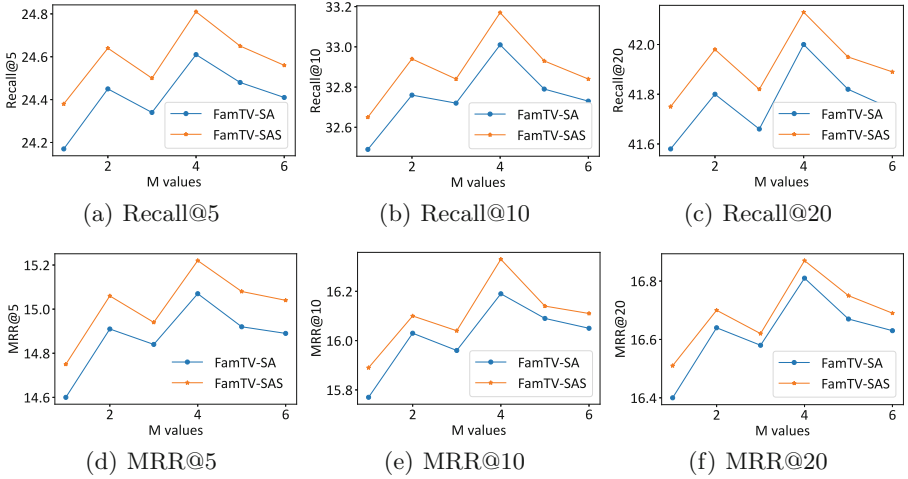 24.8
24.6
24.4
24.2
Recall@5
FamTV-SA
FamTV-SAS
2 4 6
M values
(a) Recall@5
33.2
33.0
32.8
32.6
Recall@10
FamTV-SA
FamTV-SAS
2 4 6
M values
(b) Recall@10
42.0
41.8
41.6
Recall@20
FamTV-SA
FamTV-SAS
2 4 6
M values
(c) Recall@20
15.2
15.0
14.8
14.6
MRR@5
FamTV-SA
FamTV-SAS
2 4 6
M values
(d) MRR@5
16.2
16.0
15.8
MRR@10
FamTV-SA
FamTV-SAS
2 4 6
M values
(e) MRR@10
16.8
16.6
16.4
MRR@20
FamTV-SA
FamTV-SAS
2 4 6
M values
(f) MRR@20